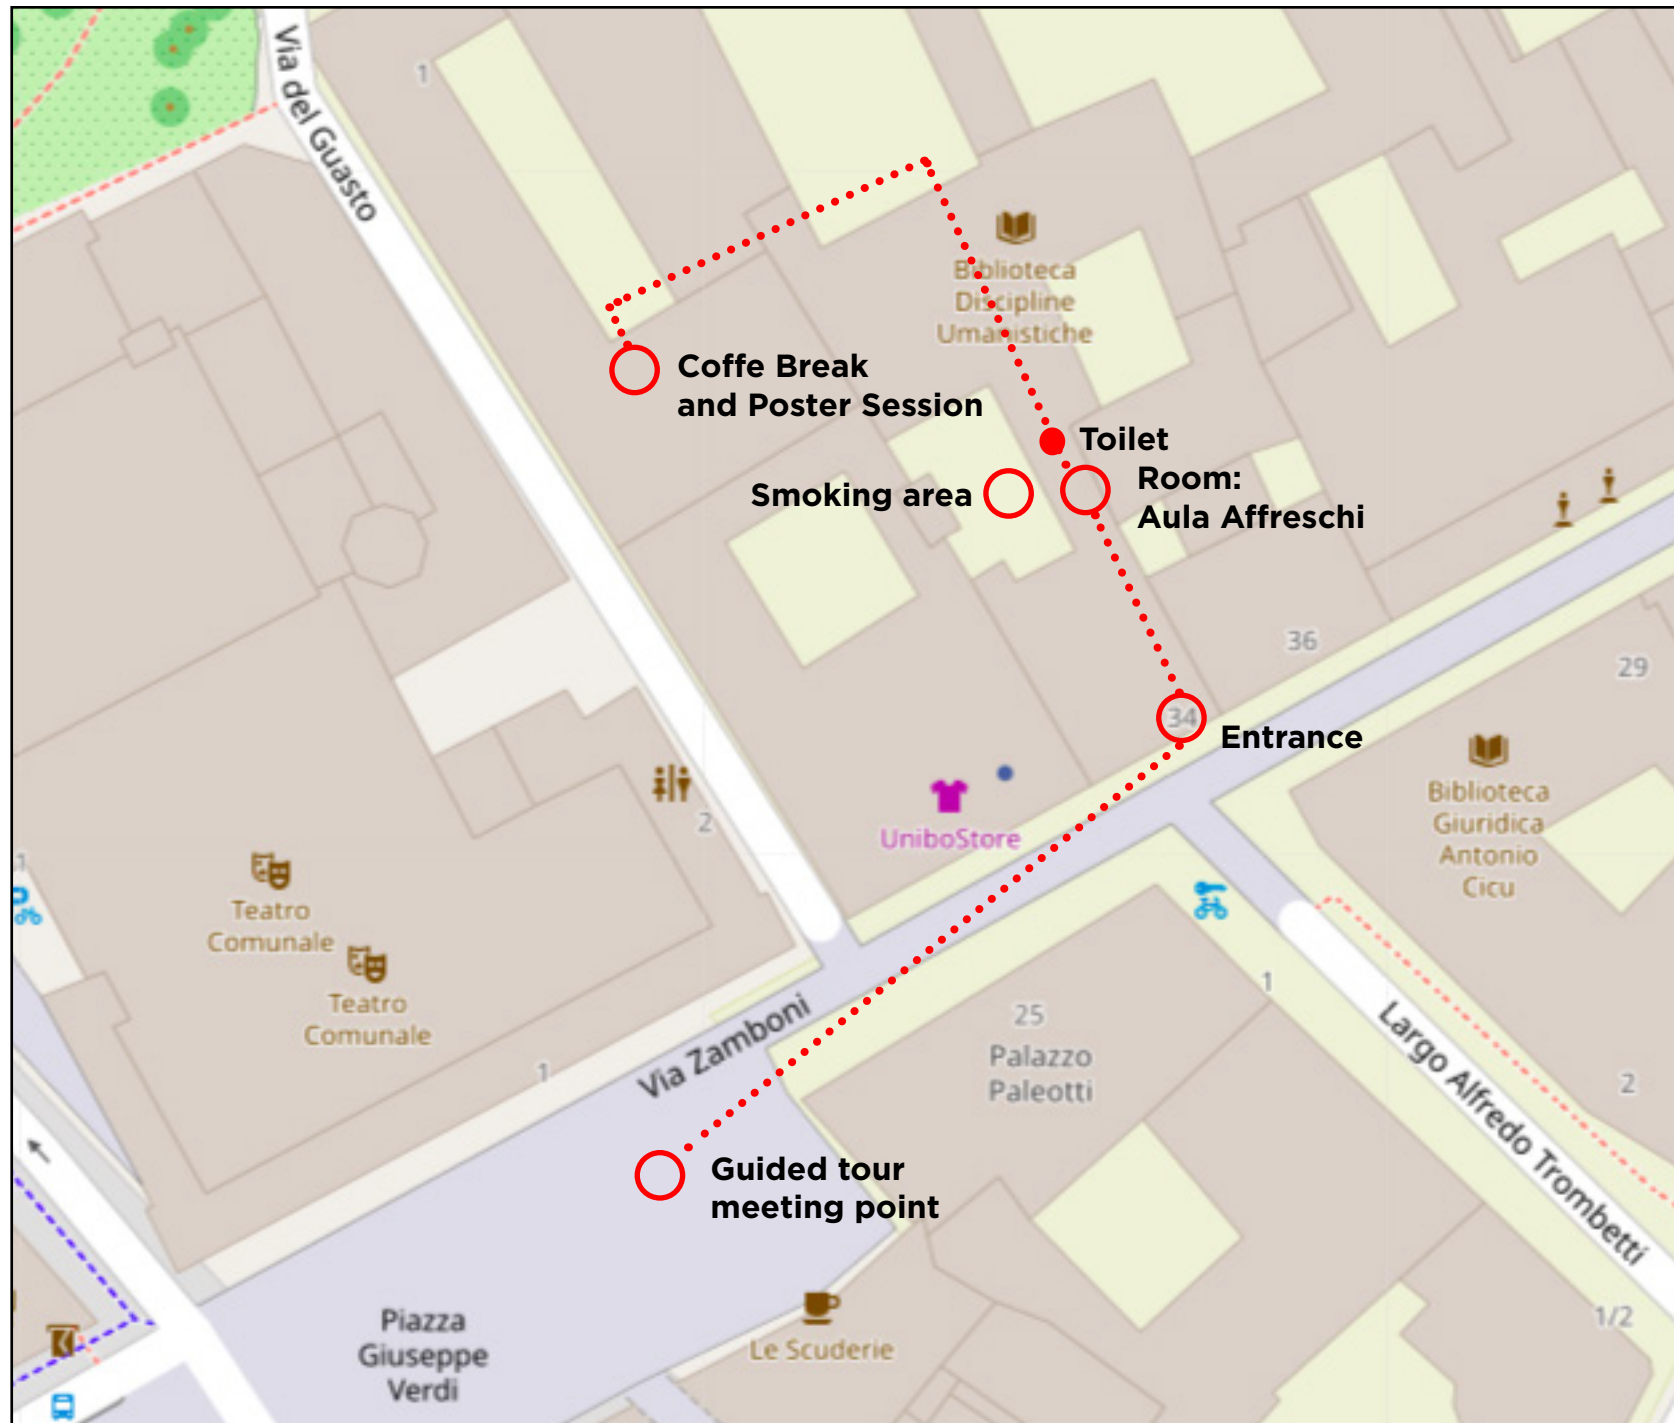 Via del Guasto
1
Biblioteca
Discipline
Umanistiche
Coffe Break
and Poster Session
Toilet
Room:
Aula Affreschi
Smoking area
36
29
34
Entrance
2
UniboStore
Biblioteca
Giuridica
Antonio
Cicu
1
Teatro
Comunale
Teatro
Comunale
1
Via Zamboni
25
Palazzo
Paleotti
1
Largo Alfredo Trombetti
2
Guided tour
meeting point
Piazza
Giuseppe
Verdi
Le Scuderie
1/2